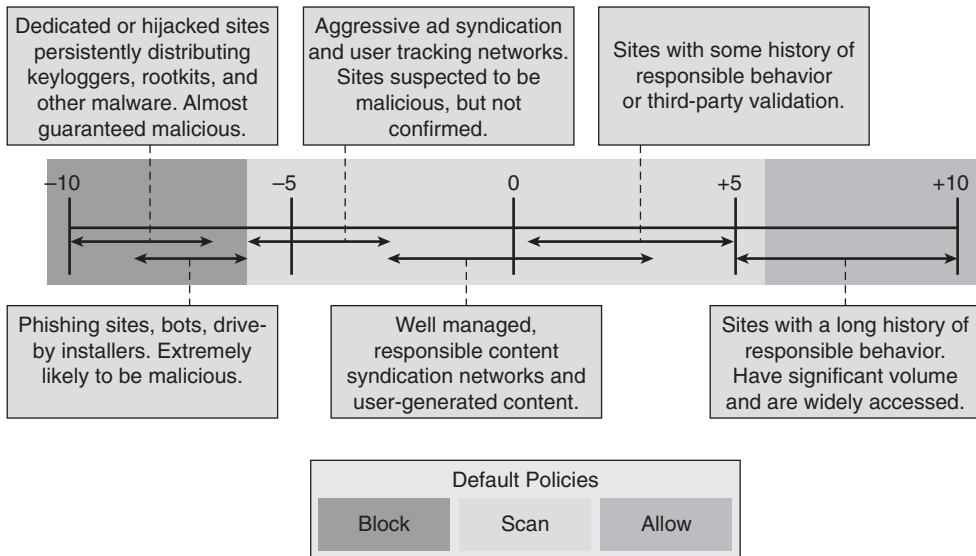 Dedicated or hijacked sites
persistently distributing
keyloggers, rootkits, and
other malware. Almost
guaranteed malicious.
Aggressive ad syndication
and user tracking networks.
Sites suspected to be
malicious, but not
confirmed.
Sites with some history of
responsible behavior
or third-party validation.
–10
–5
0
+5
+10
Phishing sites, bots, drive-
by installers. Extremely
likely to be malicious.
Well managed,
responsible content
syndication networks and
user-generated content.
Sites with a long history of
responsible behavior.
Have significant volume
and are widely accessed.
Default Policies
Block
Scan
Allow